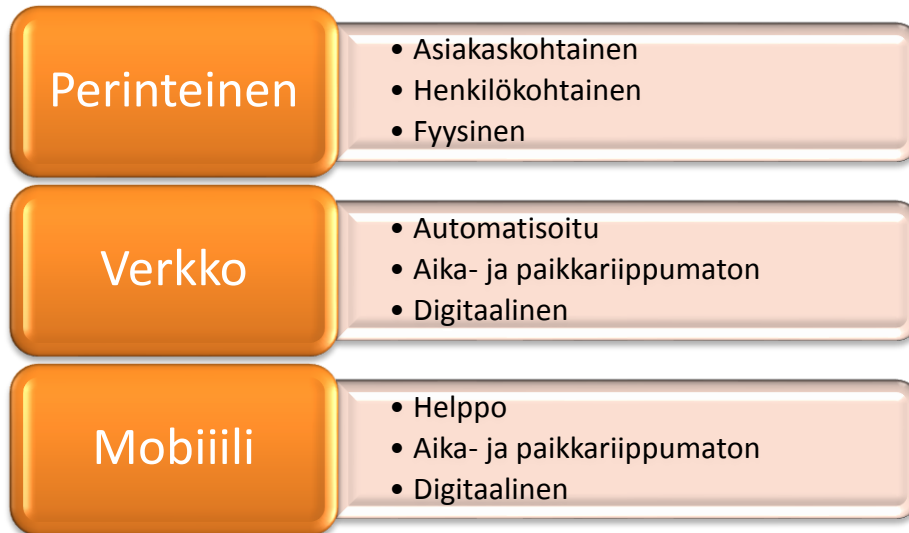 Perinteinen
• Asiakaskohtainen
• Henkilökohtainen
• Fyysinen
Verkko
• Automatisoitu
• Aika- ja paikkariippumaton
• Digitaalinen
Mobiiili
• Helppo
• Aika- ja paikkariippumaton
• Digitaalinen